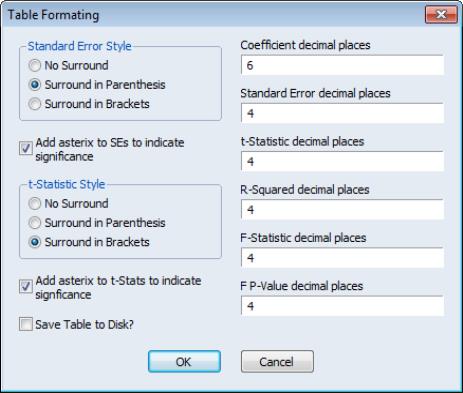 Table Formating
Standard Error Style
No Surround
Surround in Parenthesis
Surround in Brackets
Add asterix to SEs to indicate
significance
t-Statistic Style
No Surround
Surround in Parenthesis
Surround in Brackets
Add asterix to t-Stats to indicate
signficance
Save Table to Disk?
Coefficient decimal places
6
Standard Error decimal places
4
t-Statistic decimal places
4
R-Squared decimal places
4
F-Statistic decimal places
4
F P-Value decimal places
4
OK
Cancel